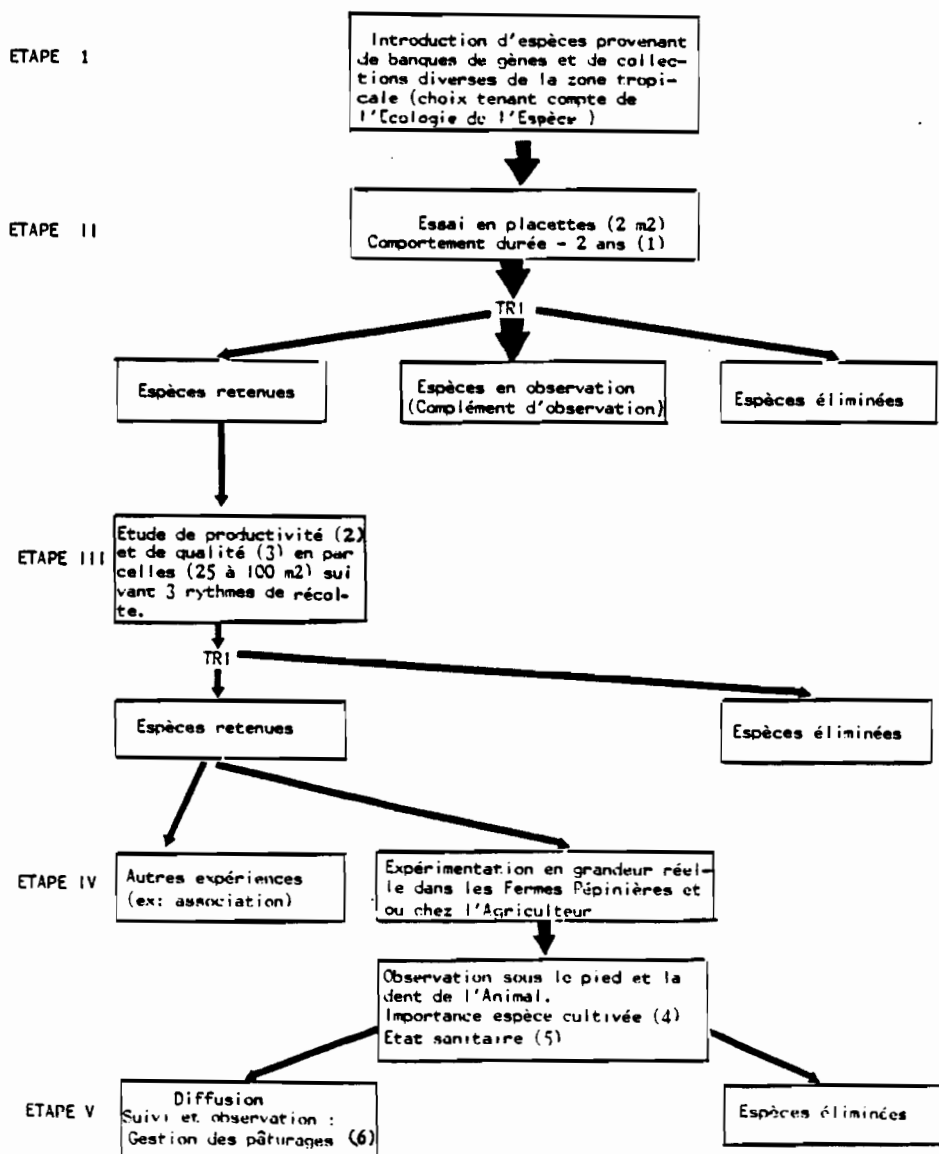 ETAPE I
Introduction d'espèces provenant
de banques de gènes et de collec-
tions diverses de la zone tropi-
cale (choix tenant compte de
l'Ecologie de l'Espèce )
ETAPE II
Essai en placettes (2 m2)
Comportement durée - 2 ans (1)
TRI
Espèces retenues
Espèces en observation
(Complément d'observation)
Espèces éliminées
ETAPE III
Etude de productivité (2)
et de qualité (3) en par
celles (25 à 100 m2) sui
vant 3 rythmes de récol-
te.
TRI
Espèces retenues
Espèces éliminées
ETAPE IV
Autres expériences
(ex: association)
Expérimentation en grandeur réel-
le dans les Fermes Pépinières et
ou chez l'Agriculteur
Observation sous le pied et la
dent de l'Animal.
Importance espèce cultivée (4)
Etat sanitaire (5)
ETAPE V
Diffusion
Suivi et observation :
Gestion des pâturages (6)
Espèces éliminées